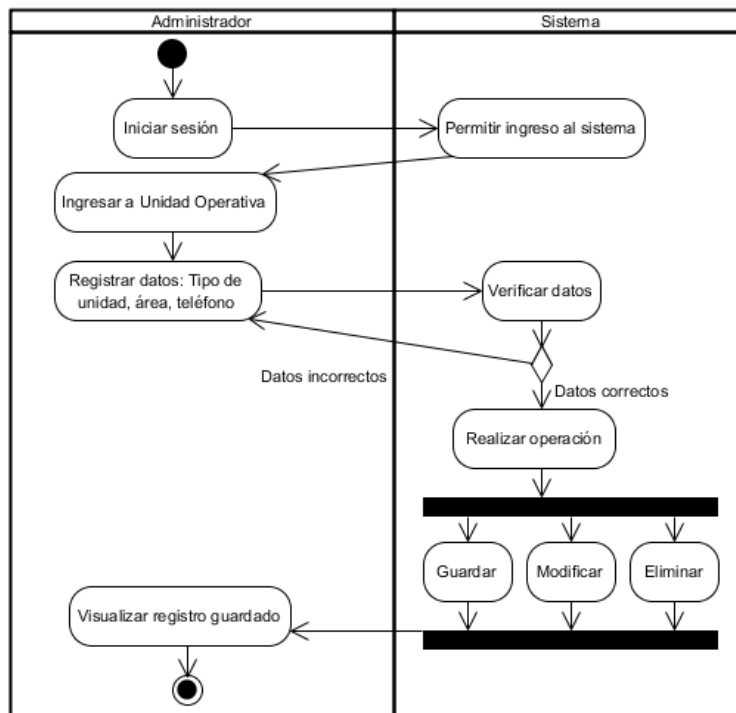 Administrador
Sistema
Iniciar sesión
Permitir ingreso al sistema
Ingresar a Unidad Operativa
Registrar datos: Tipo de
unidad, área, teléfono
Verificar datos
Datos incorrectos
Datos correctos
Realizar operación
Guardar
Modificar
Eliminar
Visualizar registro guardado